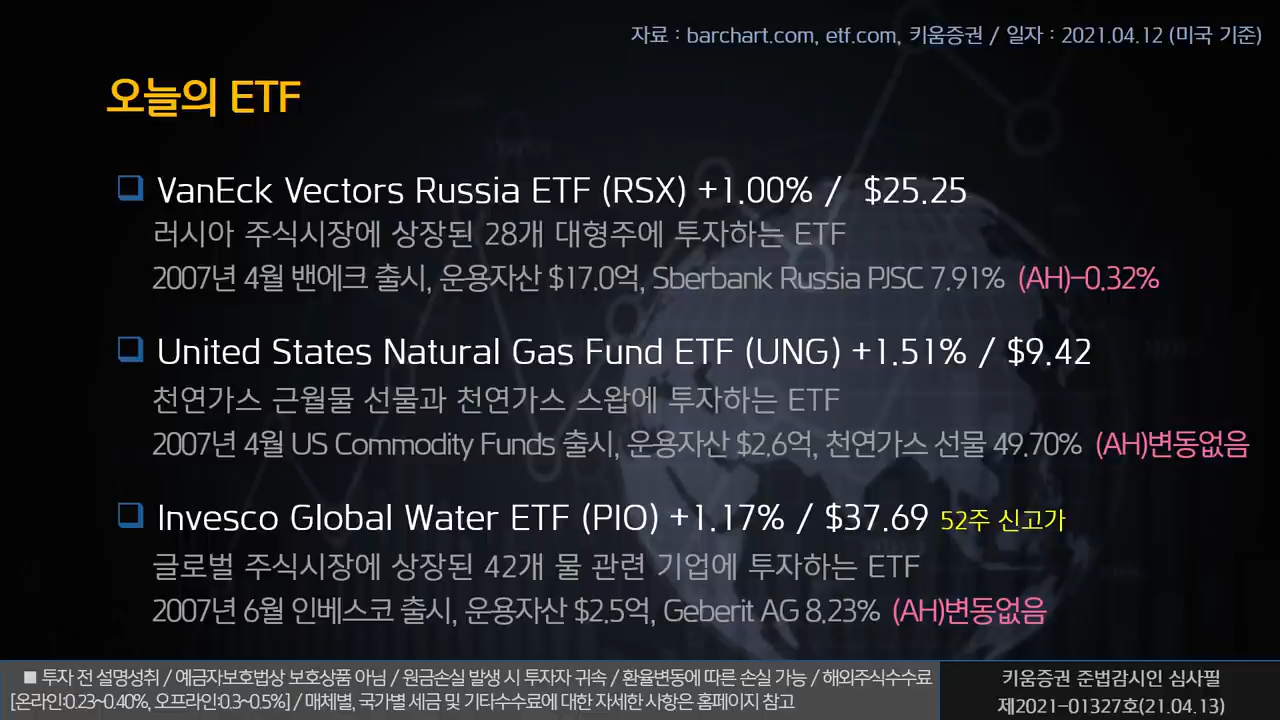 자료 : barchart.com, etf.com, 키움증권 / 일자 : 2021.04.12 (미국 기준)
오늘의 ETF
❑ VanEck Vectors Russia ETF (RSX) +1.00% / $25.25
러시아 주식시장에 상장된 28개 대형주에 투자하는 ETF
2007년 4월 밴에크 출시, 운용자산 $17.0억, Sberbank Russia PJSC 7.91% (AH)-0.32%
❑ United States Natural Gas Fund ETF (UNG) +1.51% / $9.42
천연가스 근월물 선물과 천연가스 스왑에 투자하는 ETF
2007년 4월 US Commodity Funds 출시, 운용자산 $2.6억, 천연가스 선물 49.70% (AH)변동없음
❑ Invesco Global Water ETF (PIO) +1.17% / $37.69 52주 신고가
글로벌 주식시장에 상장된 42개 물 관련 기업에 투자하는 ETF
2007년 6월 인베스코 출시, 운용자산 $2.5억, Geberit AG 8.23% (AH)변동없음
■ 투자 전 설명성취 / 예금자보호법상 보호상품 아님 / 원금손실 발생 시 투자자 귀속 / 환율변동에 따른 손실 가능 / 해외주식수수료
[온라인:0.23~0.40%, 오프라인:0.3~0.5%] / 매체별, 국가별 세금 및 기타수수료에 대한 자세한 사항은 홈페이지 참고
키움증권 준법감시인 심사필
제2021-01327호(21.04.13)